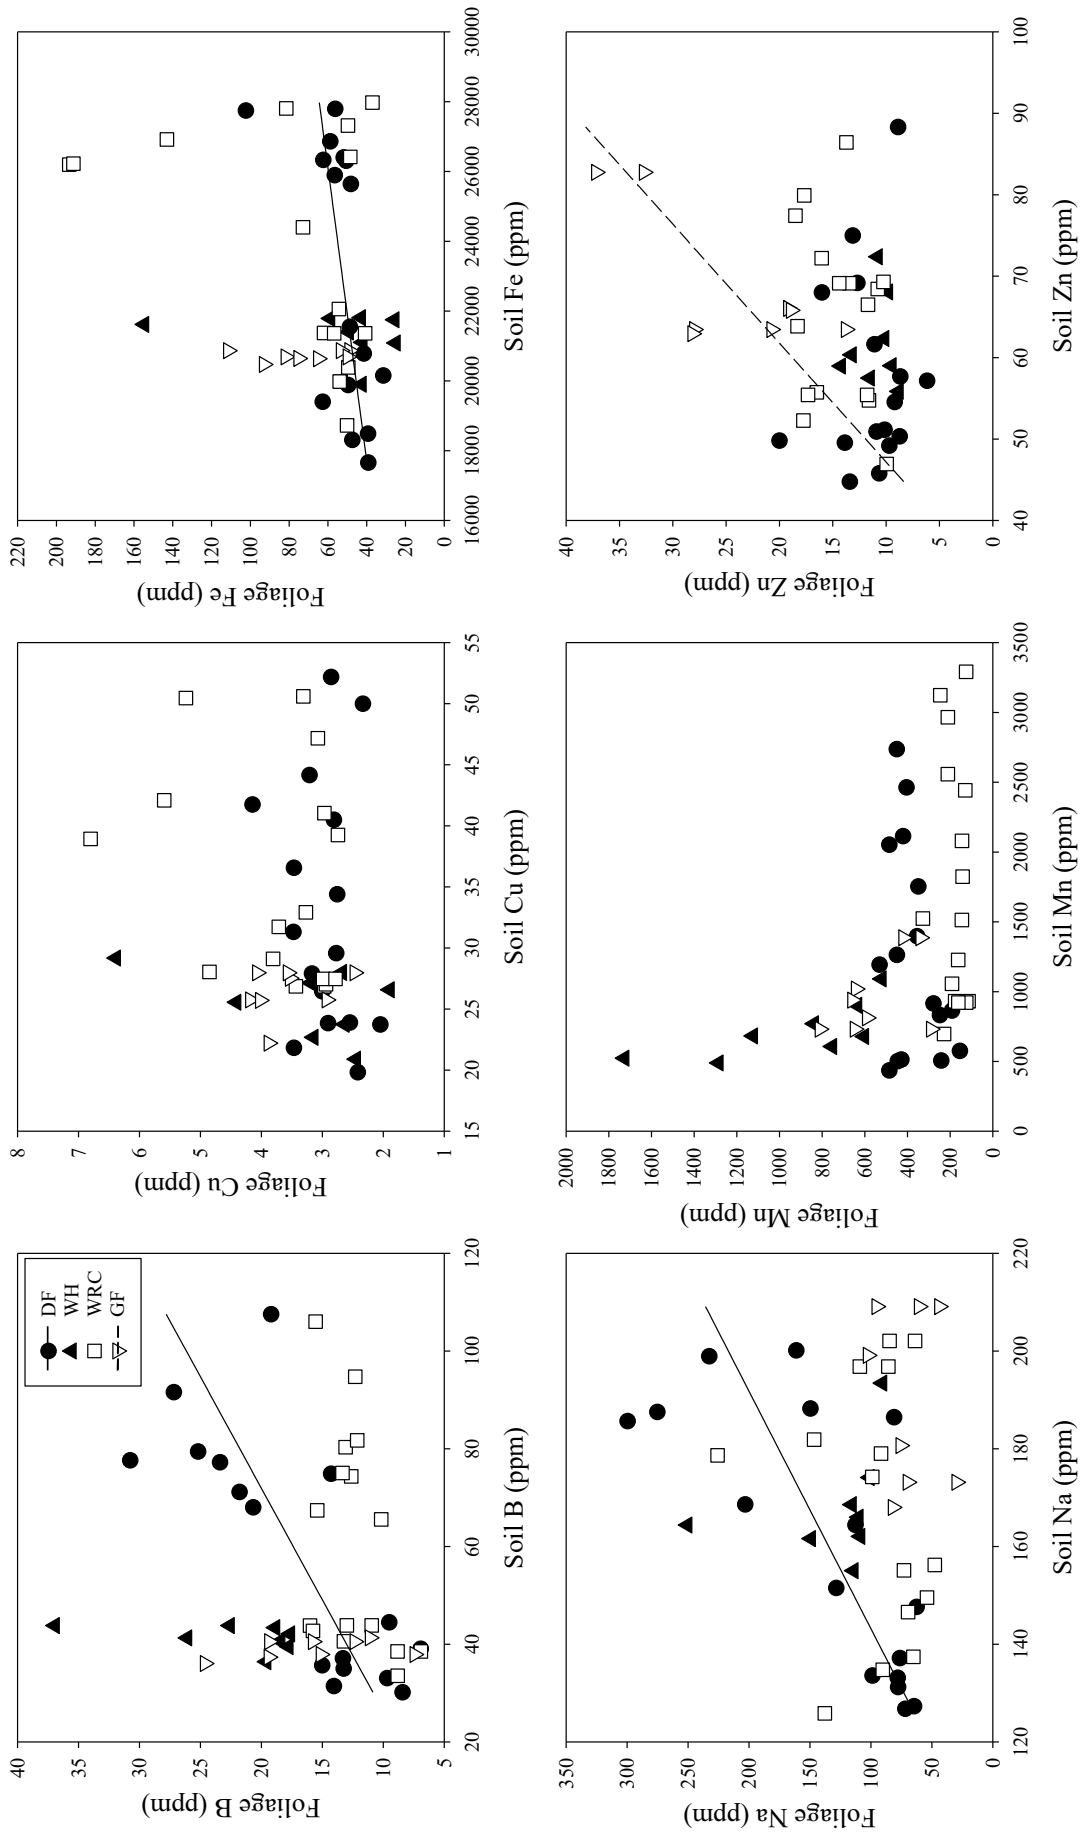 Foliage B (ppm)
40
35
30
25
20
15
10
5
DF
WH
WRC
GF
20 40 60 80 100 120
Soil B (ppm)
Foliage Cu (ppm)
8
7
6
5
4
3
2
1
15 20 25 30 35 40 45 50 55
Soil Cu (ppm)
Foliage Fe (ppm)
220
200
180
160
140
120
100
80
60
40
20
16000 18000 20000 22000 24000 26000 28000 30000
Soil Fe (ppm)
Foliage Na (ppm)
350
300
250
200
150
100
50
120 140 160 180 200 220
Soil Na (ppm)
Foliage Mn (ppm)
2000
1800
1600
1400
1200
1000
800
600
400
200
0
0 500 1000 1500 2000 2500 3000 3500
Soil Mn (ppm)
Foliage Zn (ppm)
40
35
30
25
20
15
10
5
0
40 50 60 70 80 90 100
Soil Zn (ppm)